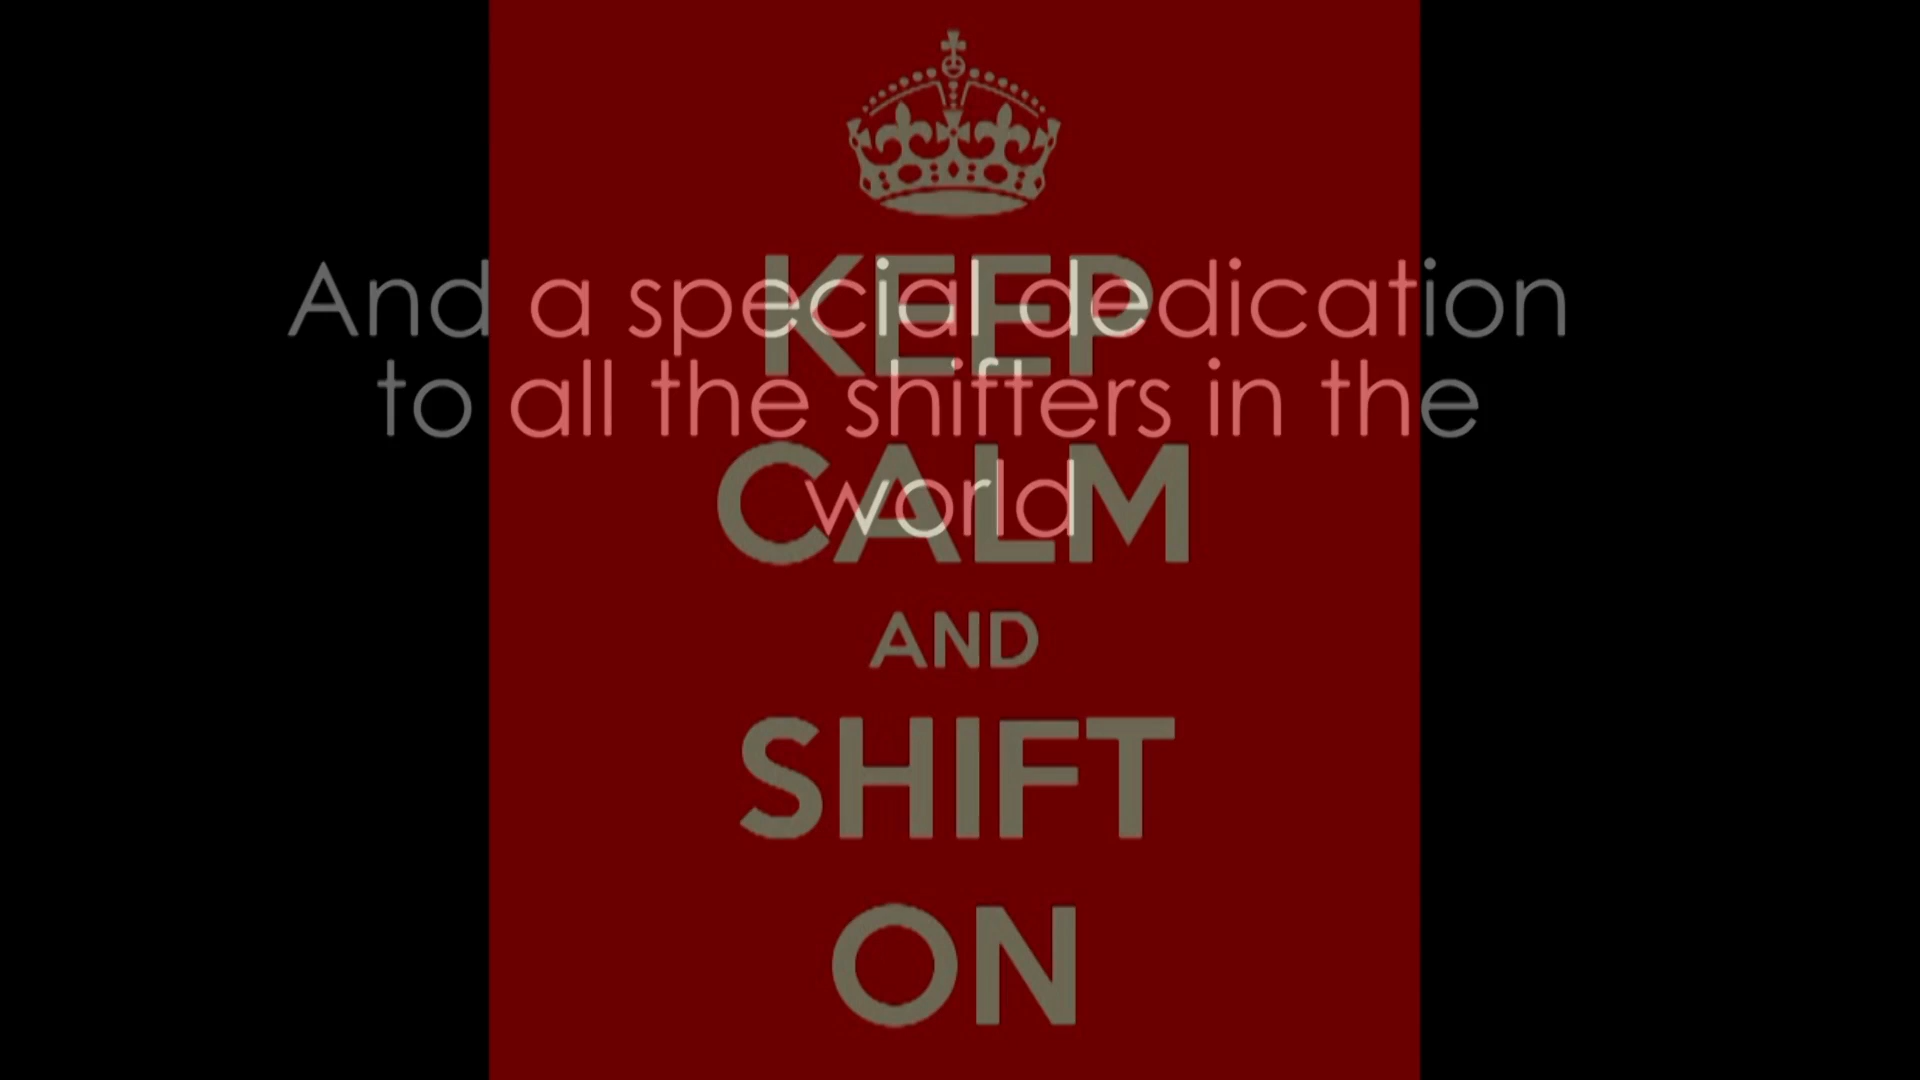 And a special dedication
to all the shifters in the
world
KEEP
CALM
AND
SHIFT
ON